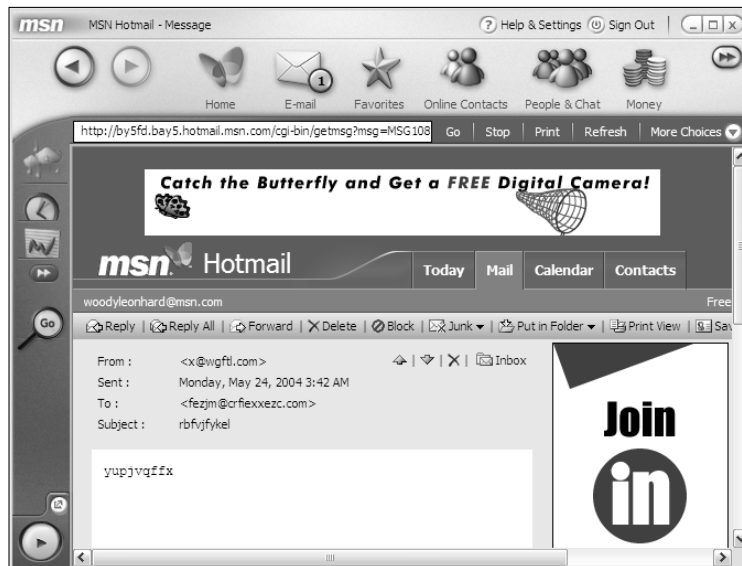 msn MSN Hotmail - Message Help & Settings Sign Out
1
Home E-mail Favorites Online Contacts People & Chat Money
http://by5fd.bay5.hotmail.msn.com/cgi-bin/getmsg?msg=MSG108 Go Stop Print Refresh More Choices
Catch the Butterfly and Get a FREE Digital Camera!
msn Hotmail Today Mail Calendar Contacts
woodyleonhard@msn.com Free
Go Reply | Reply All | Forward | Delete | Block | Junk | Put in Folder | Print View | Sav
From : <x@wgftl.com> Inbox
Sent : Monday, May 24, 2004 3:42 AM
To : <fezjm@crfiexxezc.com>
Subject : rbfvjfykel
yupjvqffx
Join
in